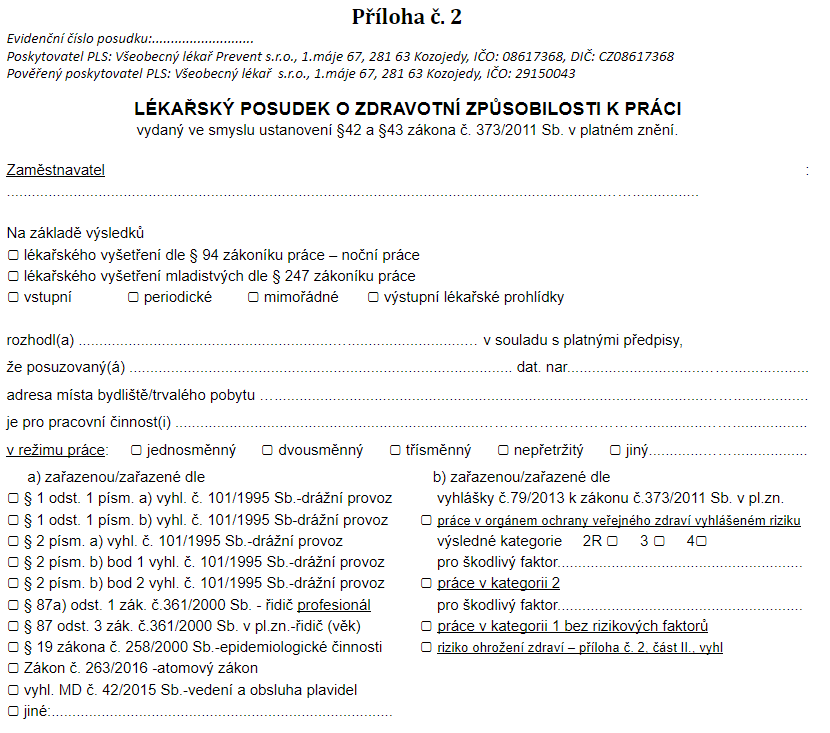 Příloha č. 2
Evidenční číslo posudku:...........................
Poskytovatel PLS: Všeobecný lékař Prevent s.r.o., 1.máje 67, 281 63 Kozojedy, IČO: 08617368, DIČ: CZ08617368
Pověřený poskytovatel PLS: Všeobecný lékař s.r.o., 1.máje 67, 281 63 Kozojedy, IČO: 29150043
LÉKAŘSKÝ POSUDEK O ZDRAVOTNÍ ZPŮSOBILOSTI K PRÁCI
vydaný ve smyslu ustanovení §42 a §43 zákona č. 373/2011 Sb. v platném znění.
Zaměstnavatel :
......................................................................................................................................................
Na základě výsledků
▢ lékařského vyšetření dle § 94 zákoníku práce – noční práce
▢ lékařského vyšetření mladistvých dle § 247 zákoníku práce
▢ vstupní ▢ periodické ▢ mimořádné ▢ výstupní lékařské prohlídky
rozhodl(a) ................................................................................................ v souladu s platnými předpisy,
že posuzovaný(á) ............................................................................................ dat. nar..........................................................
adresa místa bydliště/trvalého pobytu ….................................................................................................................................
je pro pracovní činnost(i) ........................................................................................................................................................
v režimu práce: ▢ jednosměnný ▢ dvousměnný ▢ třísměnný ▢ nepřetržitý ▢ jiný......................................
a) zařazenou/zařazené dle
▢ § 1 odst. 1 písm. a) vyhl. č. 101/1995 Sb.-drážní provoz
▢ § 1 odst. 1 písm. b) vyhl. č. 101/1995 Sb-drážní provoz
▢ § 2 písm. a) vyhl. č. 101/1995 Sb.-drážní provoz
▢ § 2 písm. b) bod 1 vyhl. č. 101/1995 Sb.-drážní provoz
▢ § 2 písm. b) bod 2 vyhl. č. 101/1995 Sb.-drážní provoz
▢ § 87a) odst. 1 zák. č.361/2000 Sb. - řidič profesionál
▢ § 87 odst. 3 zák. č.361/2000 Sb. v pl.zn.-řidič (věk)
▢ § 19 zákona č. 258/2000 Sb.-epidemiologické činnosti
▢ Zákon č. 263/2016 -atomový zákon
▢ vyhl. MD č. 42/2015 Sb.-vedení a obsluha plavidel
▢ jiné:..................................................................................
b) zařazenou/zařazené dle
vyhlášky č.79/2013 k zákonu č.373/2011 Sb. v pl.zn.
▢ práce v orgánem ochrany veřejného zdraví vyhlášeném riziku
výsledné kategorie 2R ▢ 3 ▢ 4▢
pro škodlivý faktor...........................................................
▢ práce v kategorii 2
pro škodlivý faktor...........................................................
▢ práce v kategorii 1 bez rizikových faktorů
▢ riziko ohrožení zdraví – příloha č. 2, část II., vyhl